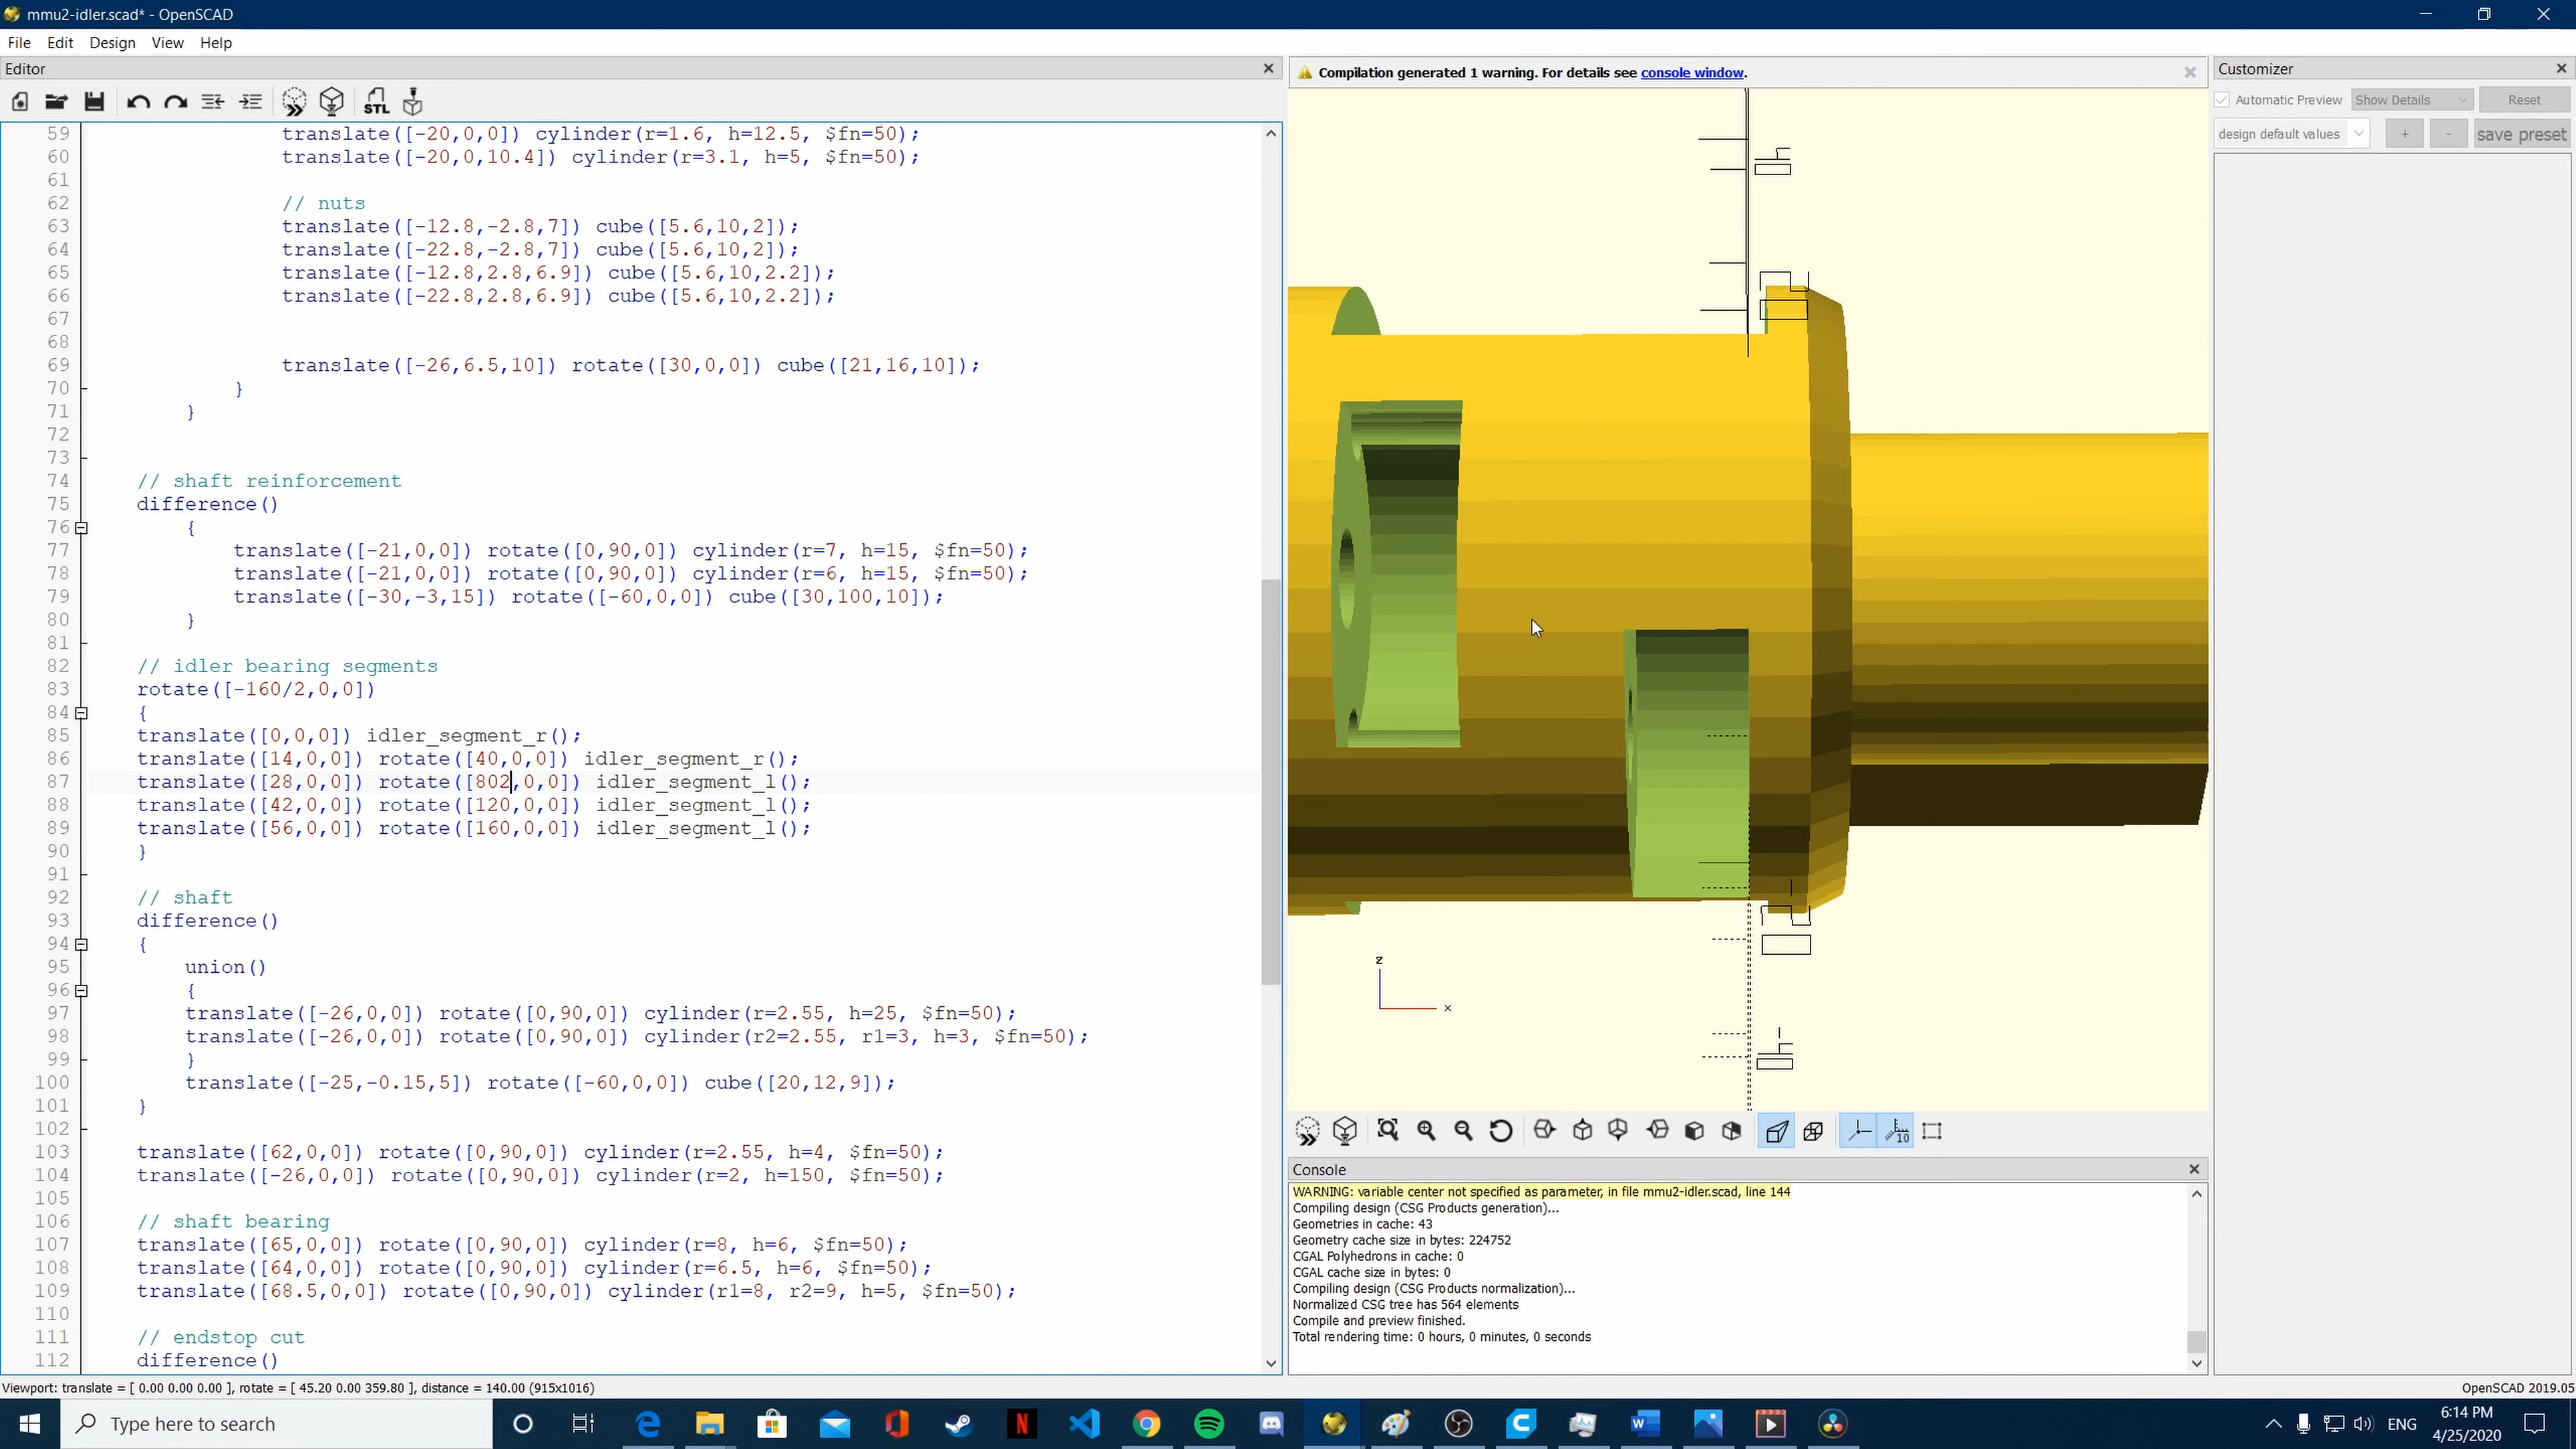 mmu2-idler.scad* - OpenSCAD
File Edit Design View Help
Editor
STL
59 translate([-20,0,0]) cylinder(r=1.6, h=12.5, $fn=50);
60 translate([-20,0,10.4]) cylinder(r=3.1, h=5, $fn=50);
61
62 // nuts
63 translate([-12.8,-2.8,7]) cube([5.6,10,2]);
64 translate([-22.8,-2.8,7]) cube([5.6,10,2]);
65 translate([-12.8,2.8,6.9]) cube([5.6,10,2.2]);
66 translate([-22.8,2.8,6.9]) cube([5.6,10,2.2]);
67
68
69 translate([-26,6.5,10]) rotate([30,0,0]) cube([21,16,10]);
70 }
71 }
72
73
74 // shaft reinforcement
75 difference()
76 {
77 translate([-21,0,0]) rotate([0,90,0]) cylinder(r=7, h=15, $fn=50);
78 translate([-21,0,0]) rotate([0,90,0]) cylinder(r=6, h=15, $fn=50);
79 translate([-30,-3,15]) rotate([-60,0,0]) cube([30,100,10]);
80 }
81
82 // idler bearing segments
83 rotate([-160/2,0,0])
84 {
85 translate([0,0,0]) idler_segment_r();
86 translate([14,0,0]) rotate([40,0,0]) idler_segment_r();
87 translate([28,0,0]) rotate([802,0,0]) idler_segment_l();
88 translate([42,0,0]) rotate([120,0,0]) idler_segment_l();
89 translate([56,0,0]) rotate([160,0,0]) idler_segment_l();
90 }
91
92 // shaft
93 difference()
94 {
95 union()
96 {
97 translate([-26,0,0]) rotate([0,90,0]) cylinder(r=2.55, h=25, $fn=50);
98 translate([-26,0,0]) rotate([0,90,0]) cylinder(r2=2.55, r1=3, h=3, $fn=50);
99 }
100 translate([-25,-0.15,5]) rotate([-60,0,0]) cube([20,12,9]);
101 }
102
103 translate([62,0,0]) rotate([0,90,0]) cylinder(r=2.55, h=4, $fn=50);
104 translate([-26,0,0]) rotate([0,90,0]) cylinder(r=2, h=150, $fn=50);
105
106 // shaft bearing
107 translate([65,0,0]) rotate([0,90,0]) cylinder(r=8, h=6, $fn=50);
108 translate([64,0,0]) rotate([0,90,0]) cylinder(r=6.5, h=6, $fn=50);
109 translate([68.5,0,0]) rotate([0,90,0]) cylinder(r1=8, r2=9, h=5, $fn=50);
110
111 // endstop cut
112 difference()
Compilation generated 1 warning. For details see console window.
z
x
10
Console
WARNING: variable center not specified as parameter, in file mmu2-idler.scad, line 144
Compiling design (CSG Products generation)...
Geometries in cache: 43
Geometry cache size in bytes: 224752
CGAL Polyhedrons in cache: 0
CGAL cache size in bytes: 0
Compiling design (CSG Products normalization)...
Normalized CSG tree has 564 elements
Compile and preview finished.
Total rendering time: 0 hours, 0 minutes, 0 seconds
Customizer
Automatic Preview Show Details Reset
design default values + - save preset
Viewport: translate = [ 0.00 0.00 0.00 ], rotate = [ 45.20 0.00 359.80 ], distance = 140.00 (915x1016)
OpenSCAD 2019.05
Type here to search
ENG
6:14 PM
4/25/2020